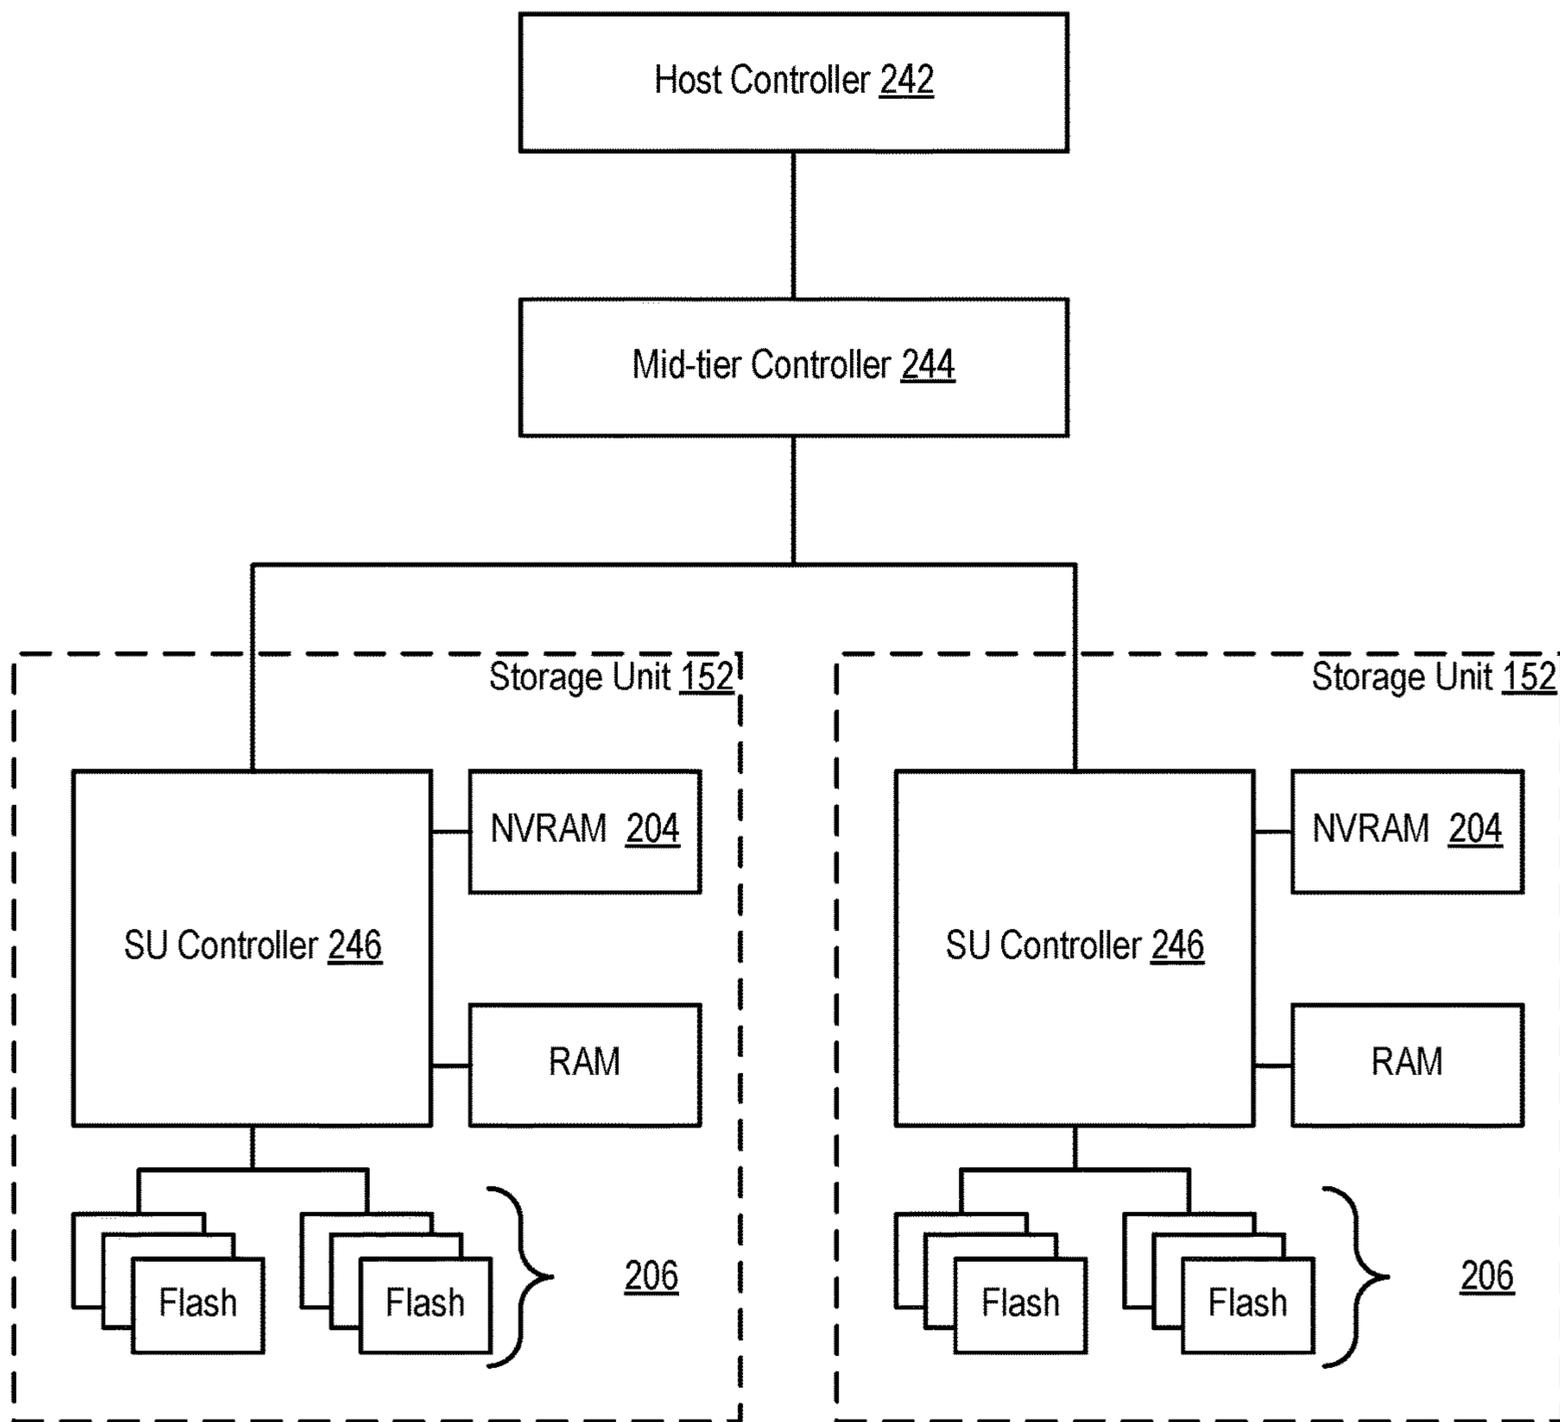 Host Controller 242
Mid-tier Controller 244
Storage Unit 152
Storage Unit 152
NVRAM 204
NVRAM 204
SU Controller 246
SU Controller 246
RAM
RAM
Flash
Flash
206
Flash
Flash
206